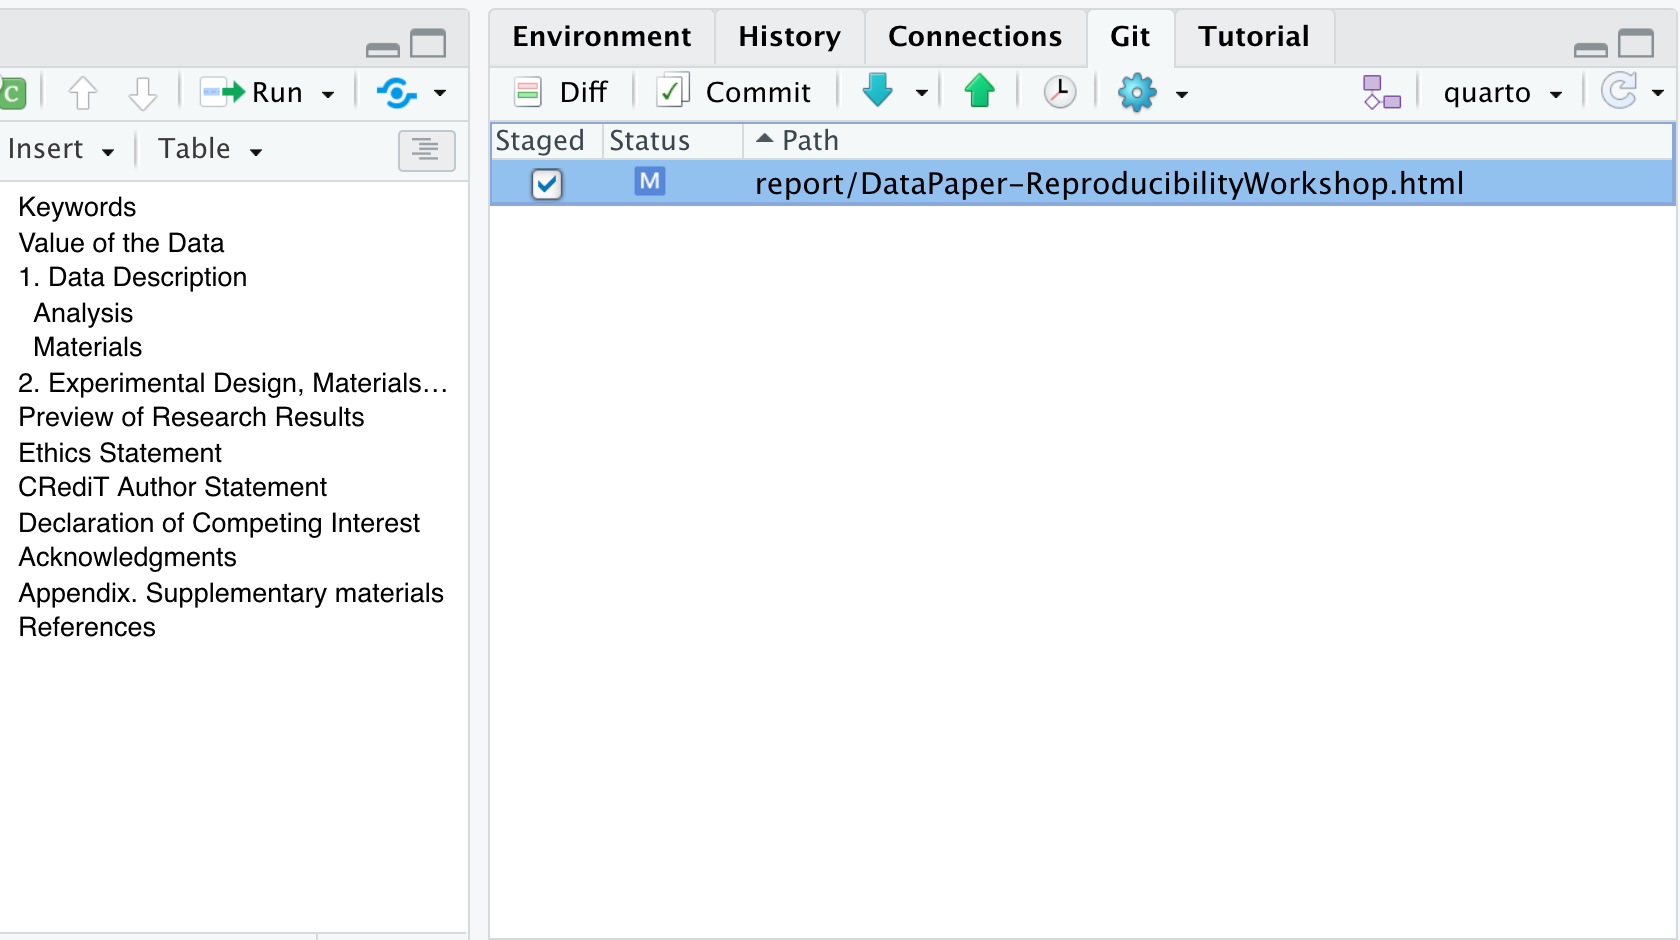 Environment History Connections Git Tutorial
C Run Diff Commit quarto
Insert Table
Staged Status Path
M report/DataPaper-ReproducibilityWorkshop.html
Keywords
Value of the Data
1. Data Description
Analysis
Materials
2. Experimental Design, Materials…
Preview of Research Results
Ethics Statement
CRediT Author Statement
Declaration of Competing Interest
Acknowledgments
Appendix. Supplementary materials
References